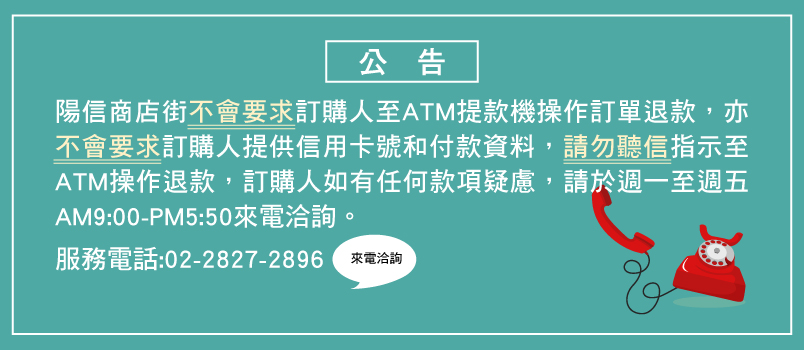 公 告
陽信商店街不會要求訂購人至ATM提款機操作訂單退款，亦
不會要求訂購人提供信用卡號和付款資料，請勿聽信指示至
ATM操作退款，訂購人如有任何款項疑慮，請於週一至週五
AM9:00-PM5:50來電洽詢。
服務電話:02-2827-2896
來電洽詢